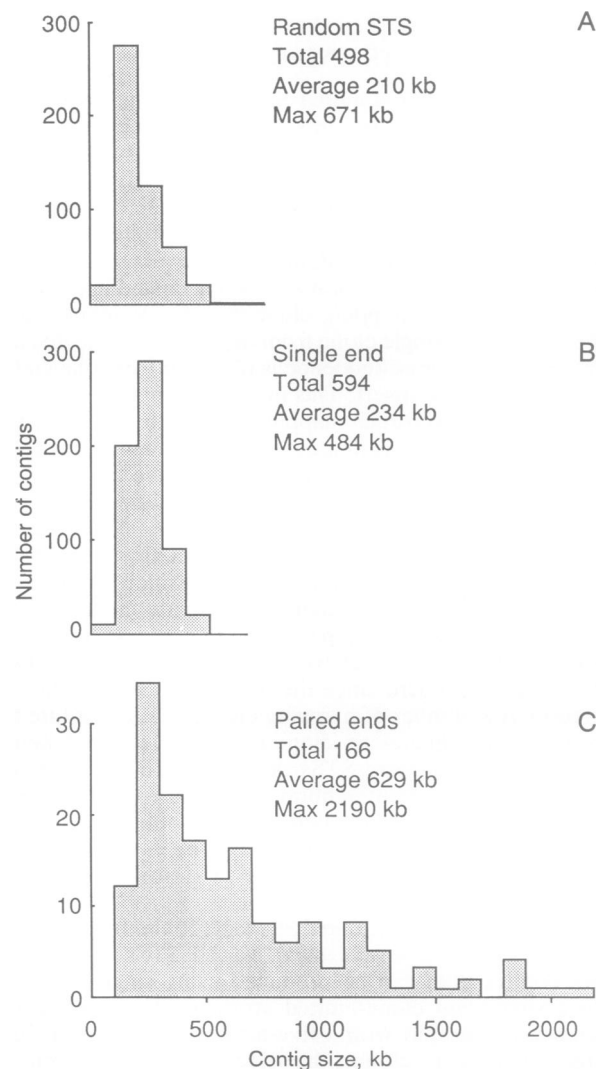 A
Random STS
Total 498
Average 210 kb
Max 671 kb
300
200
100
0
B
Single end
Total 594
Average 234 kb
Max 484 kb
300
200
100
0
Number of contigs
C
Paired ends
Total 166
Average 629 kb
Max 2190 kb
30
20
10
0
0 500 1000 1500 2000
Contig size, kb